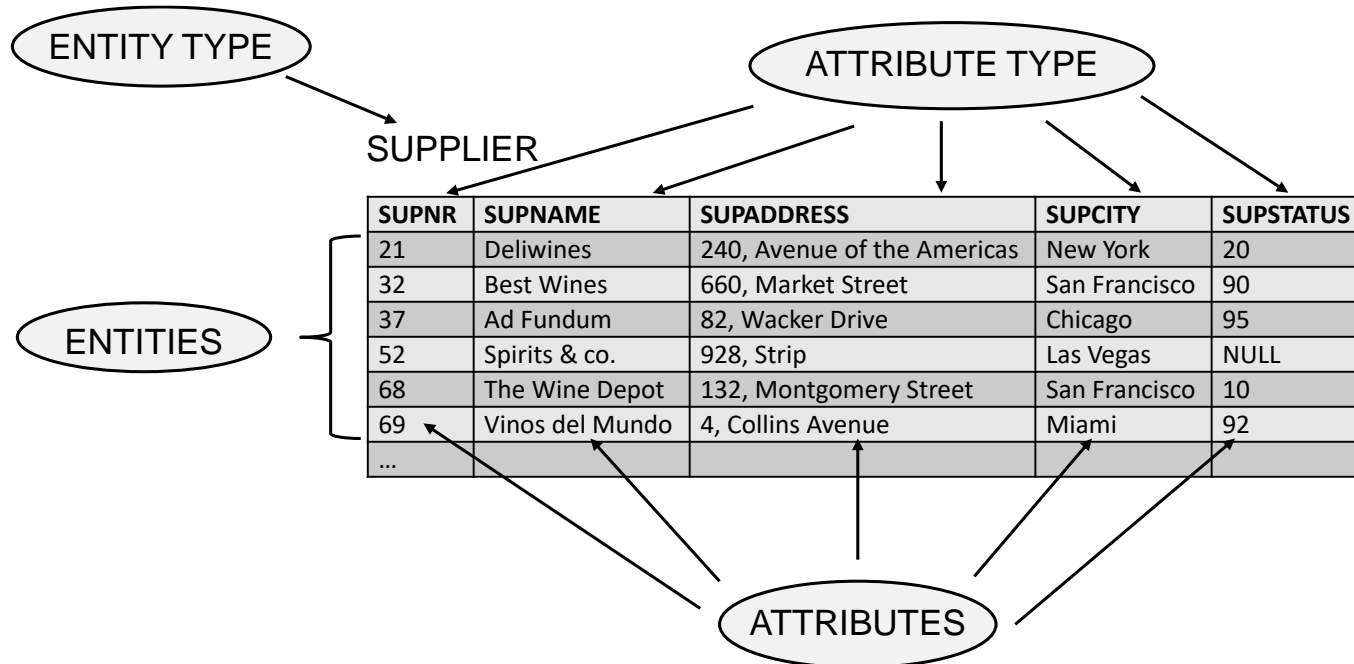 ENTITY TYPE
ATTRIBUTE TYPE
SUPPLIER
SUPNR SUPNAME SUPADDRESS SUPCITY SUPSTATUS
21 Deliwines 240, Avenue of the Americas New York 20
32 Best Wines 660, Market Street San Francisco 90
37 Ad Fundum 82, Wacker Drive Chicago 95
52 Spirits & co. 928, Strip Las Vegas NULL
68 The Wine Depot 132, Montgomery Street San Francisco 10
69 Vinos del Mundo 4, Collins Avenue Miami 92
…
ENTITIES
ATTRIBUTES